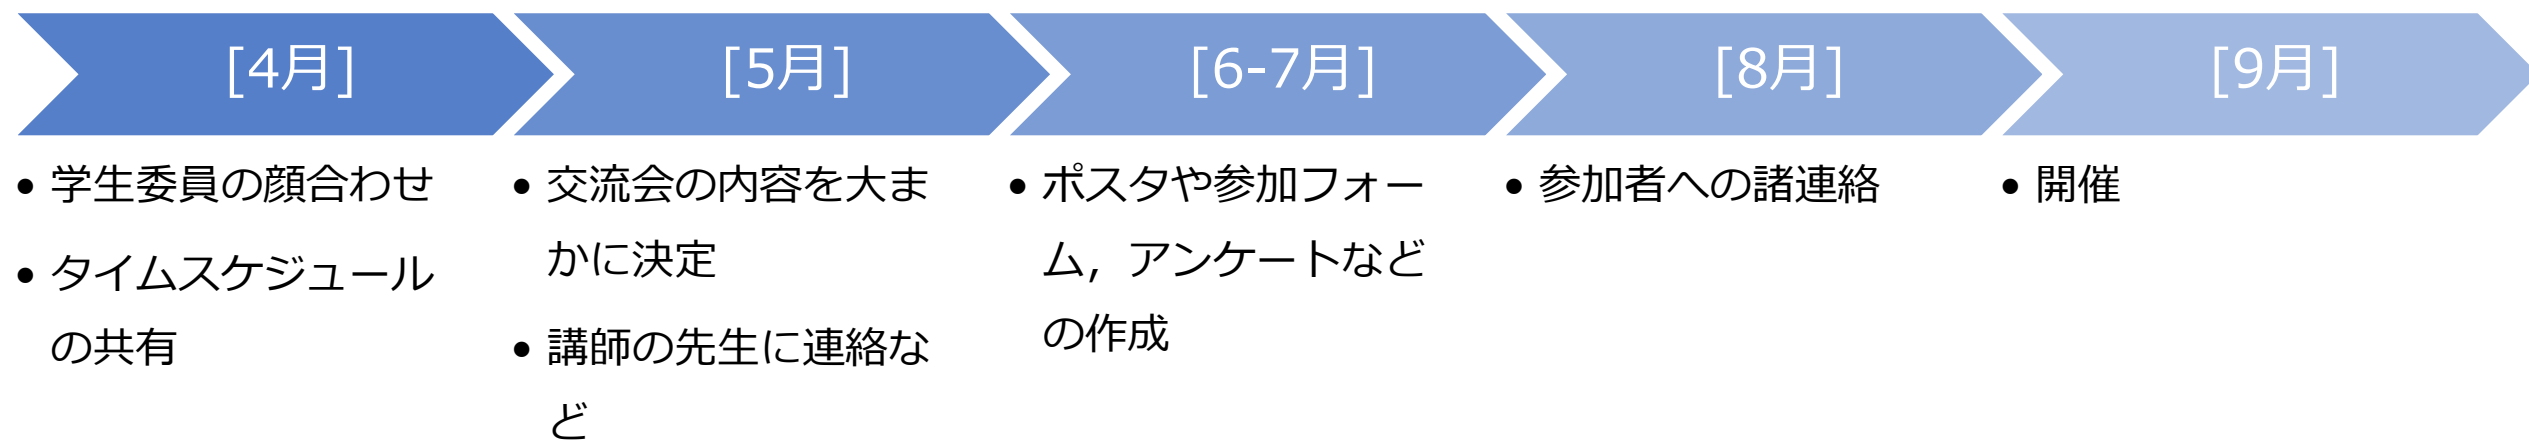 [4月]
学生委員の顔合わせ
タイムスケジュール
の共有
[5月]
交流会の内容を大ま
かに決定
講師の先生に連絡な
ど
[6-7月]
ポスタや参加フォー
ム，アンケートなど
の作成
[8月]
参加者への諸連絡
[9月]
開催